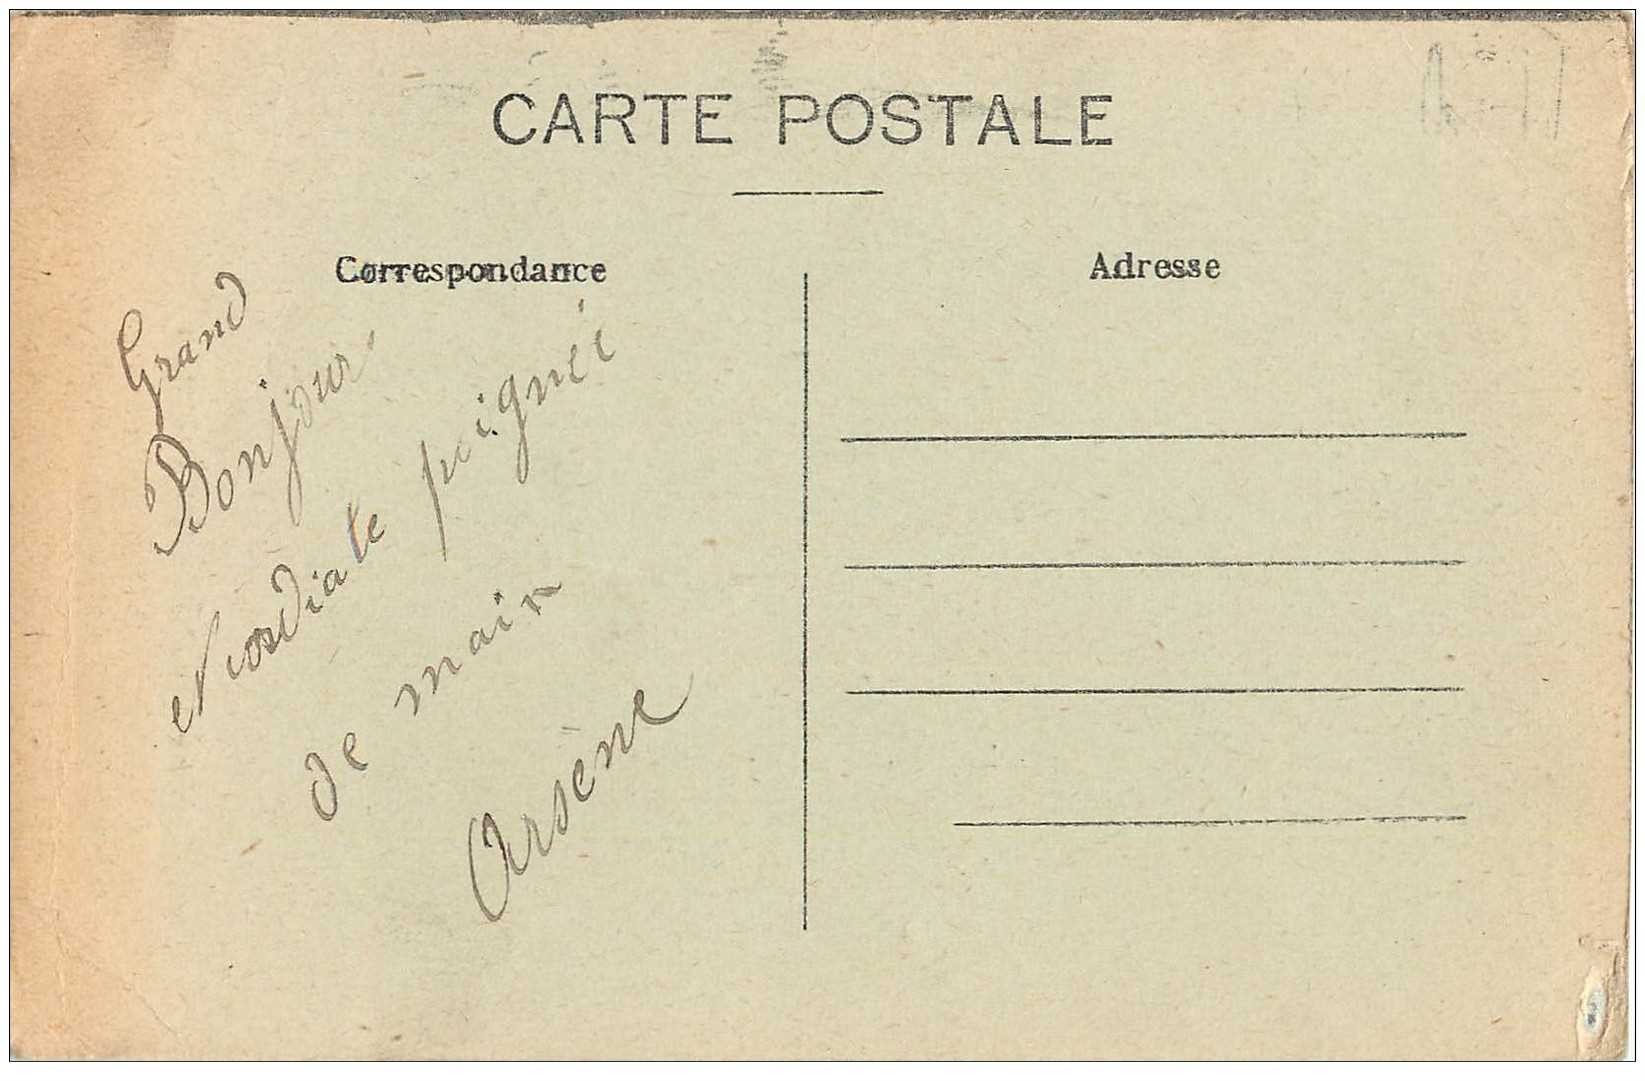 CARTE POSTALE
Correspondance
Adresse
Grand
Bonjour
et cordiale poignée
de main
Arsène